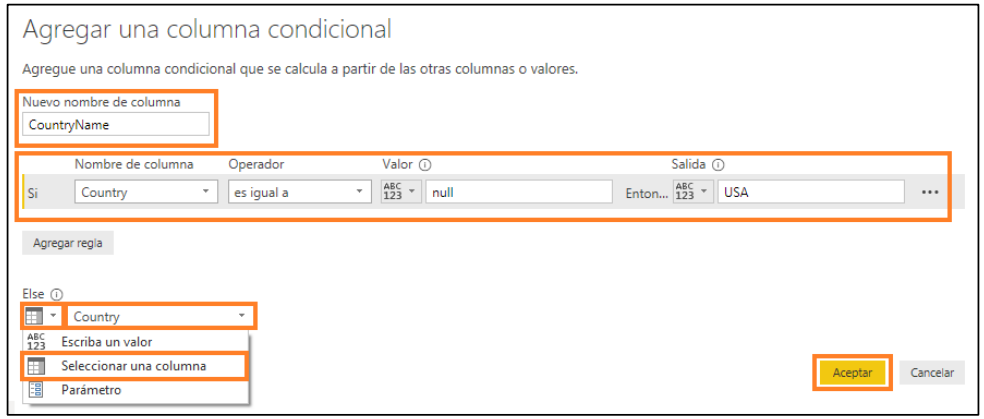 Agregar una columna condicional
Agregue una columna condicional que se calcula a partir de las otras columnas o valores.
Nuevo nombre de columna
CountryName
Nombre de columna Operador Valor Salida
Si Country es igual a ABC 123 null Enton... ABC 123 USA ...
Agregar regla
Else
Country
ABC 123 Escriba un valor
Seleccionar una columna
Parámetro
Aceptar Cancelar